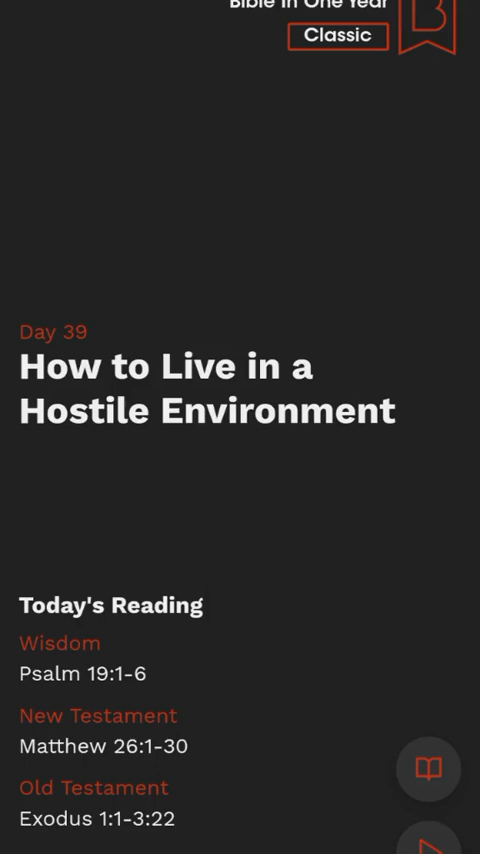 Bible In One Year
Classic
Day 39
How to Live in a
Hostile Environment
Today's Reading
Wisdom
Psalm 19:1-6
New Testament
Matthew 26:1-30
Old Testament
Exodus 1:1-3:22